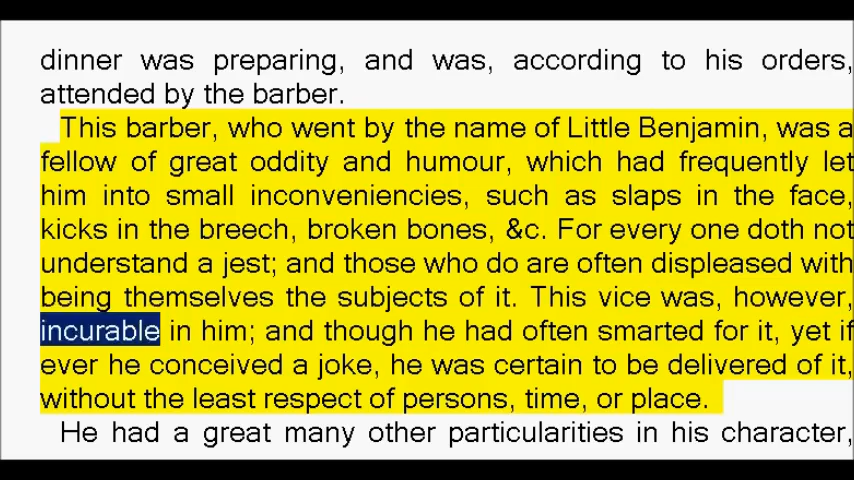 dinner was preparing, and was, according to his orders,
attended by the barber.
This barber, who went by the name of Little Benjamin, was a
fellow of great oddity and humour, which had frequently let
him into small inconveniencies, such as slaps in the face,
kicks in the breech, broken bones, &c. For every one doth not
understand a jest; and those who do are often displeased with
being themselves the subjects of it. This vice was, however,
incurable in him; and though he had often smarted for it, yet if
ever he conceived a joke, he was certain to be delivered of it,
without the least respect of persons, time, or place.
He had a great many other particularities in his character,